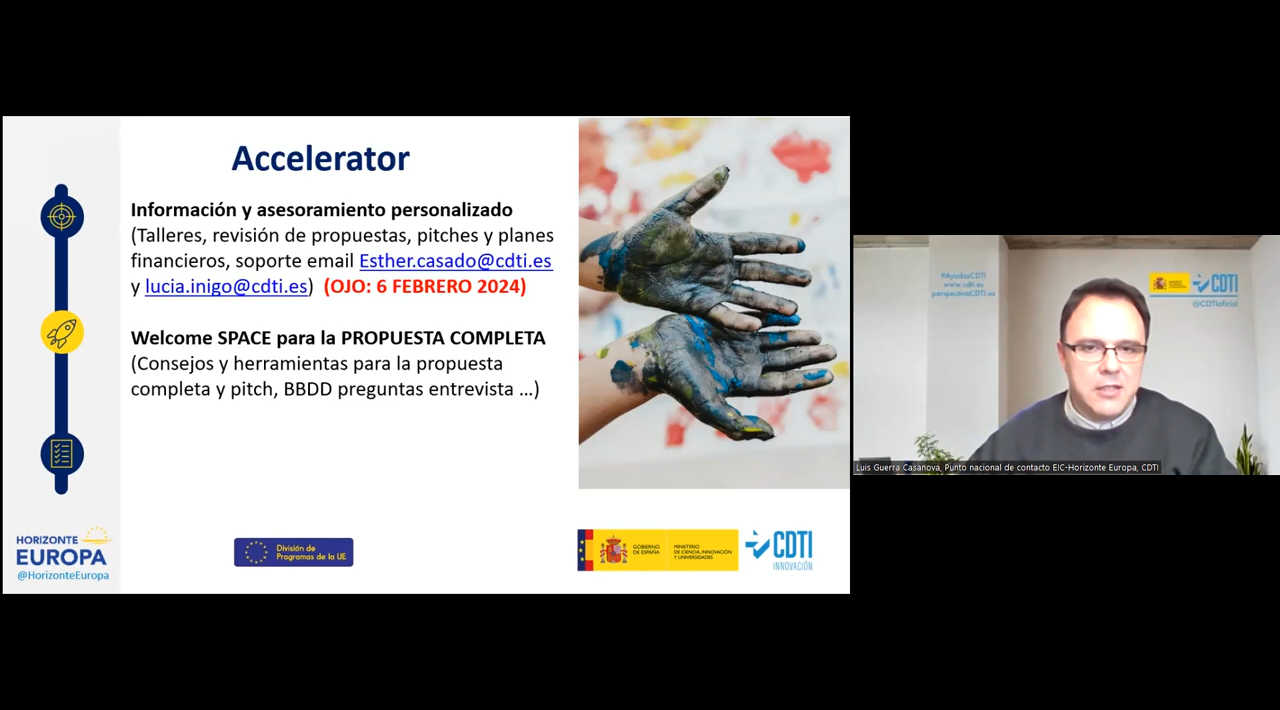 Accelerator
Información y asesoramiento personalizado
(Talleres, revisión de propuestas, pitches y planes
financieros, soporte email Esther.casado@cdti.es
y lucia.inigo@cdti.es) (OJO: 6 FEBRERO 2024)
Welcome SPACE para la PROPUESTA COMPLETA
(Consejos y herramientas para la propuesta
completa y pitch, BBDD preguntas entrevista ...)
HORIZONTE
EUROPA
@HorizonteEuropa
División de
Programas de la UE
GOBIERNO
DE ESPAÑA
MINISTERIO
DE CIENCIA, INNOVACIÓN
Y UNIVERSIDADES
CDTI
INNOVACIÓN
#AyudasCDTI
www.cdti.es
perspectivaCDTI.es
CDTI
@CDTIoficial
Luis Guerra Casanova, Punto nacional de contacto EIC-Horizonte Europa, CDTI